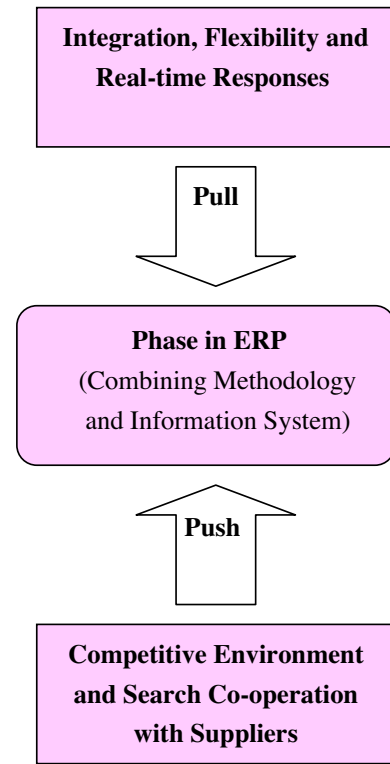 Integration, Flexibility and
Real-time Responses
Pull
Phase in ERP
(Combining Methodology
and Information System)
Push
Competitive Environment
and Search Co-operation
with Suppliers